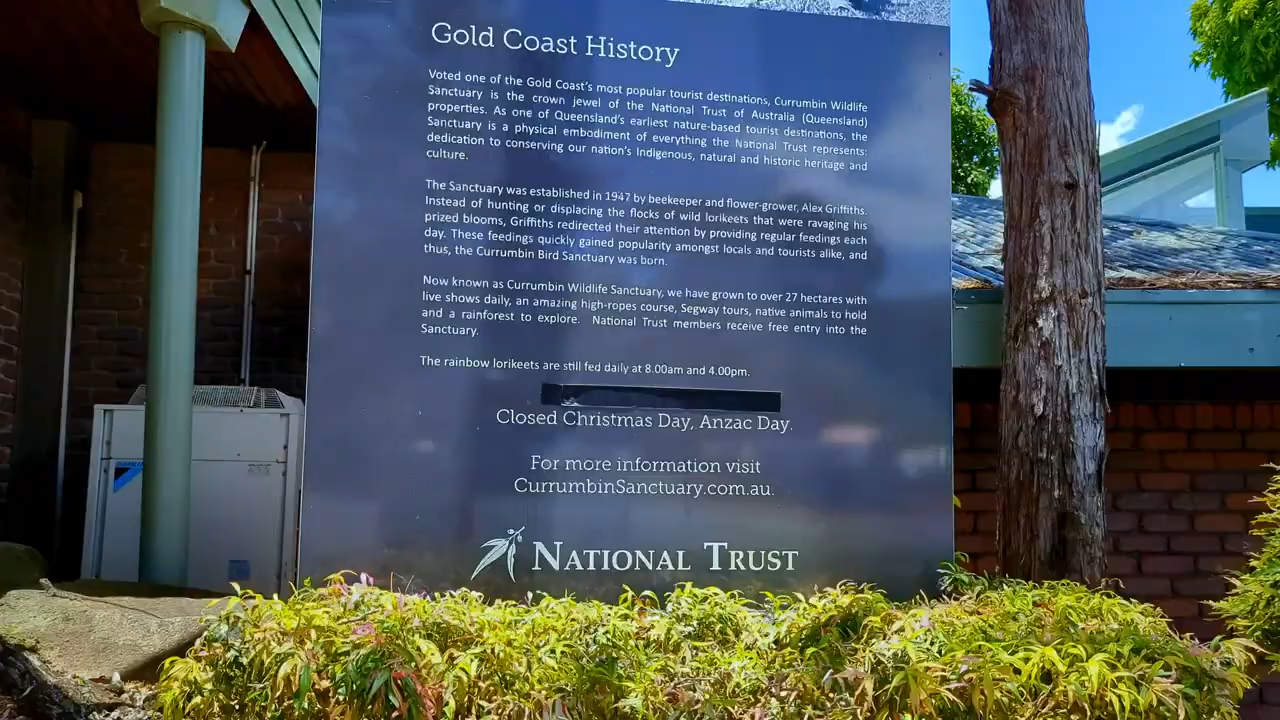 Gold Coast History
Voted one of the Gold Coast's most popular tourist destinations, Currumbin Wildlife
Sanctuary is the crown jewel of the National Trust of Australia (Queensland)
properties. As one of Queensland's earliest nature-based tourist destinations, the
Sanctuary is a physical embodiment of everything the National Trust represents:
dedication to conserving our nation's Indigenous, natural and historic heritage and
culture.
The Sanctuary was established in 1947 by beekeeper and flower-grower, Alex Griffiths.
Instead of hunting or displacing the flocks of wild lorikeets that were ravaging his
prized blooms, Griffiths redirected their attention by providing regular feedings each
day. These feedings quickly gained popularity amongst locals and tourists alike, and
thus, the Currumbin Bird Sanctuary was born.
Now known as Currumbin Wildlife Sanctuary, we have grown to over 27 hectares with
live shows daily, an amazing high-ropes course, Segway tours, native animals to hold
and a rainforest to explore. National Trust members receive free entry into the
Sanctuary.
The rainbow lorikeets are still fed daily at 8.00am and 4.00pm.
Closed Christmas Day, Anzac Day.
For more information visit
CurrumbinSanctuary.com.au.
NATIONAL TRUST